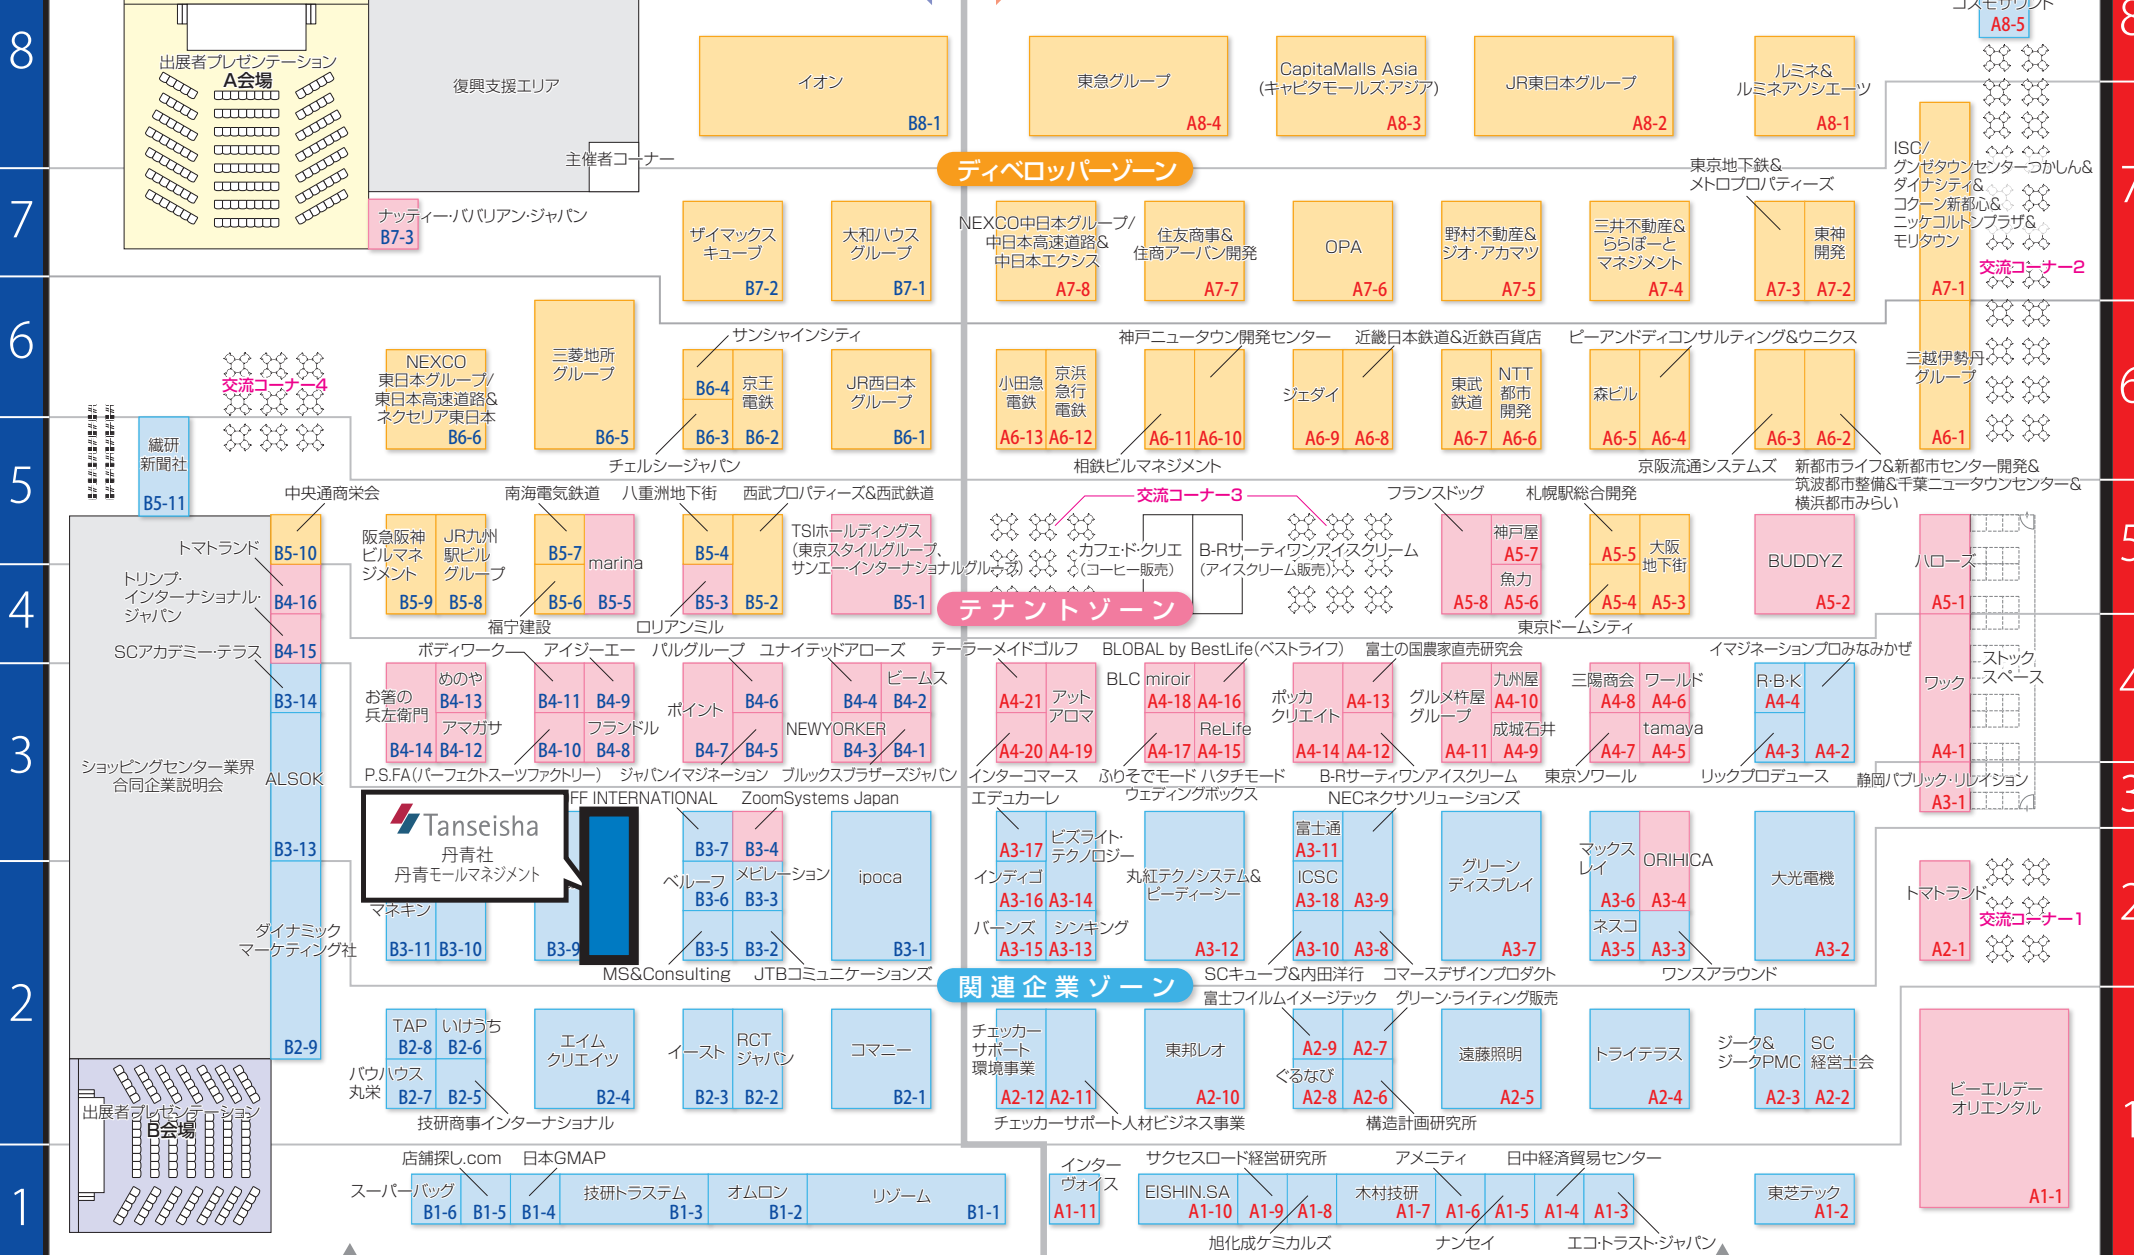 コスモサウンド
A8-5
8
8
出展者プレゼンテーション
A会場
復興支援エリア
主催者コーナー
イオン
B8-1
東急グループ
A8-4
CapitaMalls Asia
(キャピタモールズ・アジア)
A8-3
JR東日本グループ
A8-2
ルミネ&
ルミネアソシエーツ
A8-1
ディベロッパーゾーン
7
7
ナッティー・ババリアン・ジャパン
B7-3
ザイマックス
キューブ
B7-2
大和ハウス
グループ
B7-1
NEXCO中日本グループ/
中日本高速道路&
中日本エクシス
A7-8
住友商事&
住商アーバン開発
A7-7
OPA
A7-6
野村不動産&
ジオ・アカマツ
A7-5
三井不動産&
ららぽーと
マネジメント
A7-4
東京地下鉄&
メトロプロパティーズ
A7-3
東神
開発
A7-2
ISC/
グンゼタウンセンターつかしん&
ダイナシティ&
コクーン新都心&
ニッケコルトンプラザ&
モリタウン
A7-1
交流コーナー2
6
6
交流コーナー4
NEXCO
東日本グループ/
東日本高速道路&
ネクセリア東日本
B6-6
三菱地所
グループ
B6-5
サンシャインシティ
B6-4
B6-3
チェルシージャパン
京王
電鉄
B6-2
JR西日本
グループ
B6-1
小田急
電鉄
A6-13
京浜
急行
電鉄
A6-12
神戸ニュータウン開発センター
A6-11
A6-10
相鉄ビルマネジメント
近畿日本鉄道&近鉄百貨店
ジェダイ
A6-9
A6-8
東武
鉄道
A6-7
NTT
都市
開発
A6-6
ピーアンドディコンサルティング&ウニクス
森ビル
A6-5
A6-4
A6-3
A6-2
京阪流通システムズ
新都市ライフ&新都市センター開発&
筑波都市整備&千葉ニュータウンセンター&
横浜都市みらい
三越伊勢丹
グループ
A6-1
5
5
繊研
新聞社
B5-11
中央通商栄会
B5-10
阪急阪神
ビルマネ
ジメント
B5-9
JR九州
駅ビル
グループ
B5-8
南海電気鉄道
B5-7
B5-6
福宁建設
marina
B5-5
八重洲地下街
B5-4
B5-3
ロリアンミル
西武プロパティーズ&西武鉄道
B5-2
TSIホールディングス
(東京スタイルグループ、
サンエー・インターナショナルグループ)
B5-1
交流コーナー3
カフェ・ド・クリエ
(コーヒー販売)
B-Rサーティワンアイスクリーム
(アイスクリーム販売)
フランスドッグ
A5-8
神戸屋
A5-7
魚力
A5-6
札幌駅総合開発
A5-5
A5-4
東京ドームシティ
大阪
地下街
A5-3
BUDDYZ
A5-2
ハローズ
A5-1
テナントゾーン
4
4
トマトランド
B4-16
トリンプ・
インターナショナル・
ジャパン
B4-15
SCアカデミー・テラス
B3-14
お箸の
兵左衛門
B4-14
めのや
B4-13
アマガサ
B4-12
ボディワーク
B4-11
B4-10
P.S.FA(パーフェクトスーツファクトリー)
アイジーエー
B4-9
フランドル
B4-8
パルグループ
ポイント
B4-7
B4-6
B4-5
ジャパンイマジネーション
ユナイテッドアローズ
B4-4
NEWYORKER
B4-3
ビームス
B4-2
B4-1
ブルックスブラザーズジャパン
テーラーメイドゴルフ
A4-21
A4-20
インターコマース
アット
アロマ
A4-19
BLOBAL by BestLife(ベストライフ)
BLC miroir
A4-18
A4-17
A4-16
ReLife
A4-15
ふりそでモード ハタチモード
ウェディングボックス
富士の国農家直売研究会
ポッカ
クリエイト
A4-14
A4-13
A4-12
B-Rサーティワンアイスクリーム
グルメ杵屋
グループ
A4-11
九州屋
A4-10
成城石井
A4-9
三陽商会
A4-8
A4-7
東京ソワール
ワールド
A4-6
tamaya
A4-5
イマジネーションプロみなみかぜ
R・B・K
A4-4
A4-3
A4-2
リックプロデュース
ワック
A4-1
ストック
スペース
静岡パブリック・リレイション
A3-1
3
3
ショッピングセンター業界
合同企業説明会
ALSOK
B3-13
Tanseisha
丹青社
丹青モールマネジメント
マネキン
B3-11
B3-10
B3-9
FF INTERNATIONAL
B3-7
ZoomSystems Japan
B3-4
ベルーフ
B3-6
メビレーション
B3-3
B3-5
B3-2
MS&Consulting
JTBコミュニケーションズ
ipoca
B3-1
エデュカーレ
A3-17
ビズライト・
テクノロジー
A3-14
インディゴ
A3-16
バーンズ
A3-15
シンキング
A3-13
丸紅テクノシステム&
ピーディーシー
A3-12
富士通
A3-11
ICSC
A3-18
A3-10
SCキューブ&内田洋行
NECネクサソリューションズ
A3-9
A3-8
コマースデザインプロダクト
グリーン
ディスプレイ
A3-7
マックス
レイ
A3-6
ORIHICA
A3-4
ネスコ
A3-5
A3-3
ワンスアラウンド
大光電機
A3-2
トマトランド
A2-1
交流コーナー1
関連企業ゾーン
2
2
ダイナミック
マーケティング社
B2-9
TAP
B2-8
いけうち
B2-6
バウハウス
丸栄
B2-7
B2-5
技研商事インターナショナル
エイム
クリエイツ
B2-4
イースト
B2-3
RCT
ジャパン
B2-2
コマニー
B2-1
チェッカー
サポート
環境事業
A2-12
A2-11
チェッカーサポート人材ビジネス事業
東邦レオ
A2-10
富士フイルムイメージテック
A2-9
ぐるなび
A2-8
グリーン・ライティング販売
A2-7
A2-6
構造計画研究所
遠藤照明
A2-5
トライテラス
A2-4
ジーク&
ジークPMC
A2-3
SC
経営士会
A2-2
ビーエルデー
オリエンタル
A1-1
1
1
出展者プレゼンテーション
B会場
スーパーバッグ
B1-6
店舗探し.com
B1-5
日本GMAP
B1-4
技研トラステム
B1-3
オムロン
B1-2
リゾーム
B1-1
インター
ヴォイス
A1-11
EISHIN.SA
A1-10
サクセスロード経営研究所
A1-9
A1-8
旭化成ケミカルズ
木村技研
A1-7
アメニティ
A1-6
A1-5
ナンセイ
日中経済貿易センター
A1-4
A1-3
エコ・トラスト・ジャパン
東芝テック
A1-2